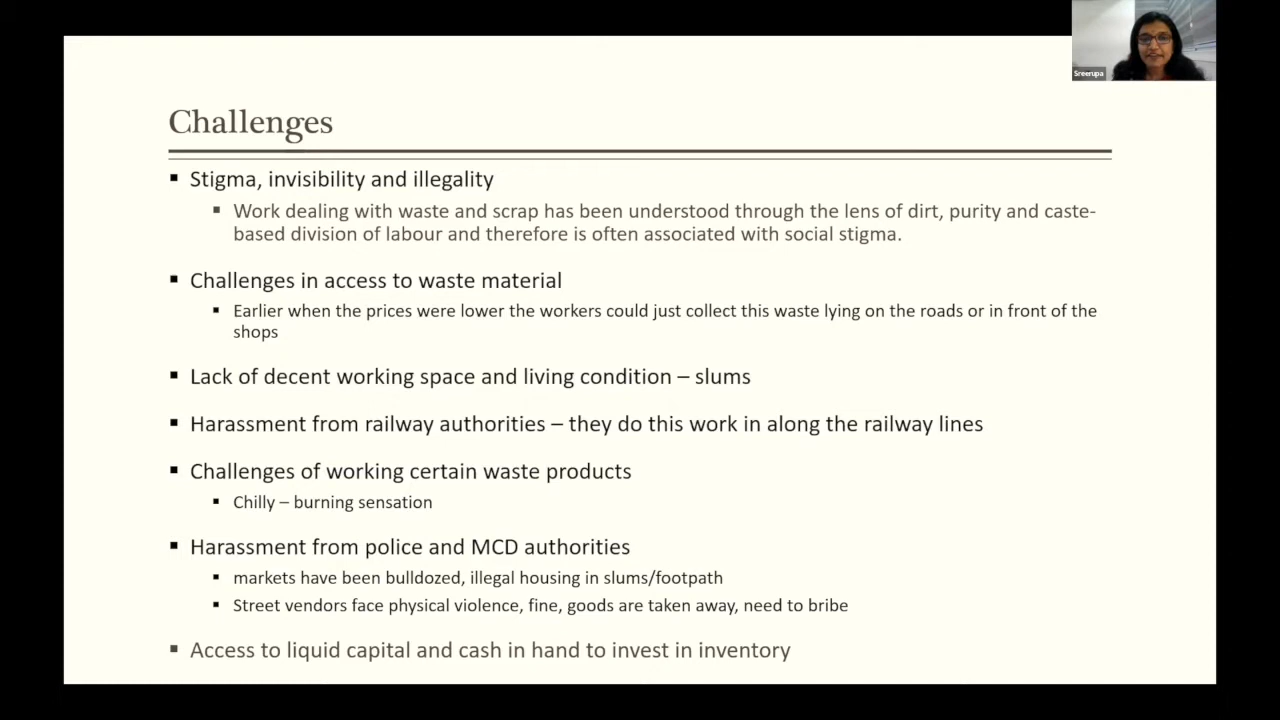 Sreerupa
Challenges
▪ Stigma, invisibility and illegality
▪ Work dealing with waste and scrap has been understood through the lens of dirt, purity and caste-
based division of labour and therefore is often associated with social stigma.
▪ Challenges in access to waste material
▪ Earlier when the prices were lower the workers could just collect this waste lying on the roads or in front of the
shops
▪ Lack of decent working space and living condition – slums
▪ Harassment from railway authorities – they do this work in along the railway lines
▪ Challenges of working certain waste products
▪ Chilly – burning sensation
▪ Harassment from police and MCD authorities
▪ markets have been bulldozed, illegal housing in slums/footpath
▪ Street vendors face physical violence, fine, goods are taken away, need to bribe
▪ Access to liquid capital and cash in hand to invest in inventory